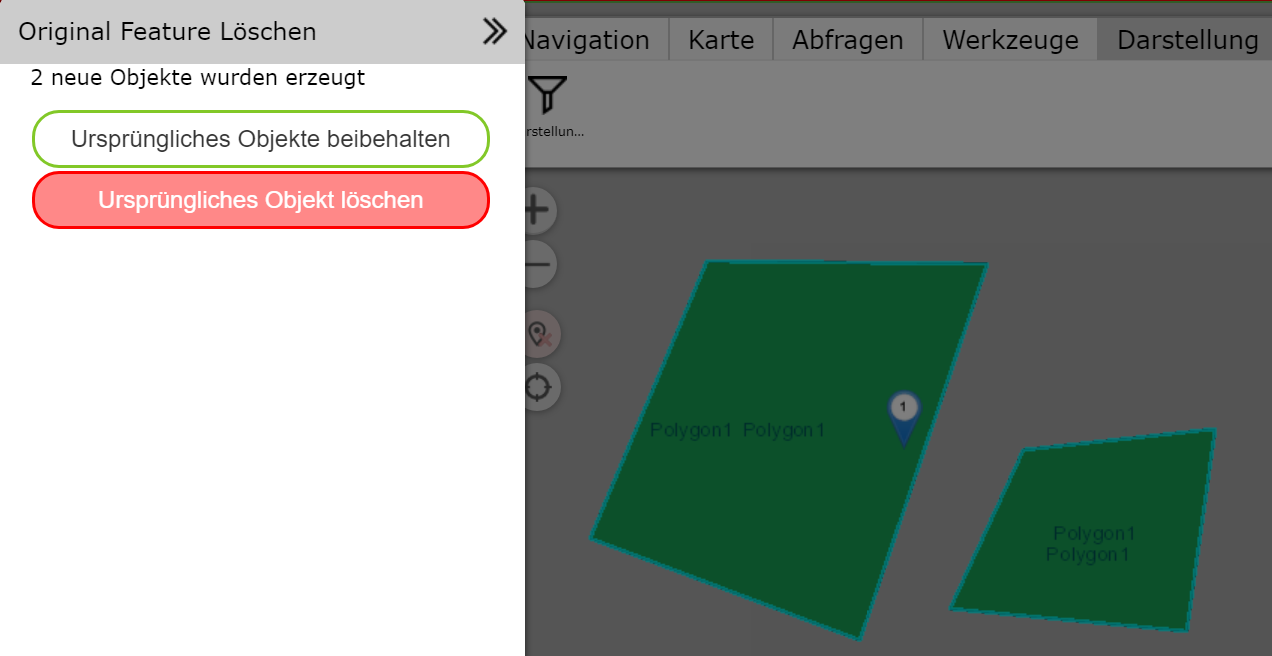 Original Feature Löschen
2 neue Objekte wurden erzeugt
Ursprüngliches Objekte beibehalten
Ursprüngliches Objekt löschen
Navigation Karte Abfragen Werkzeuge Darstellung
rstellun...
1
Polygon1 Polygon1
Polygon1
Polygon1